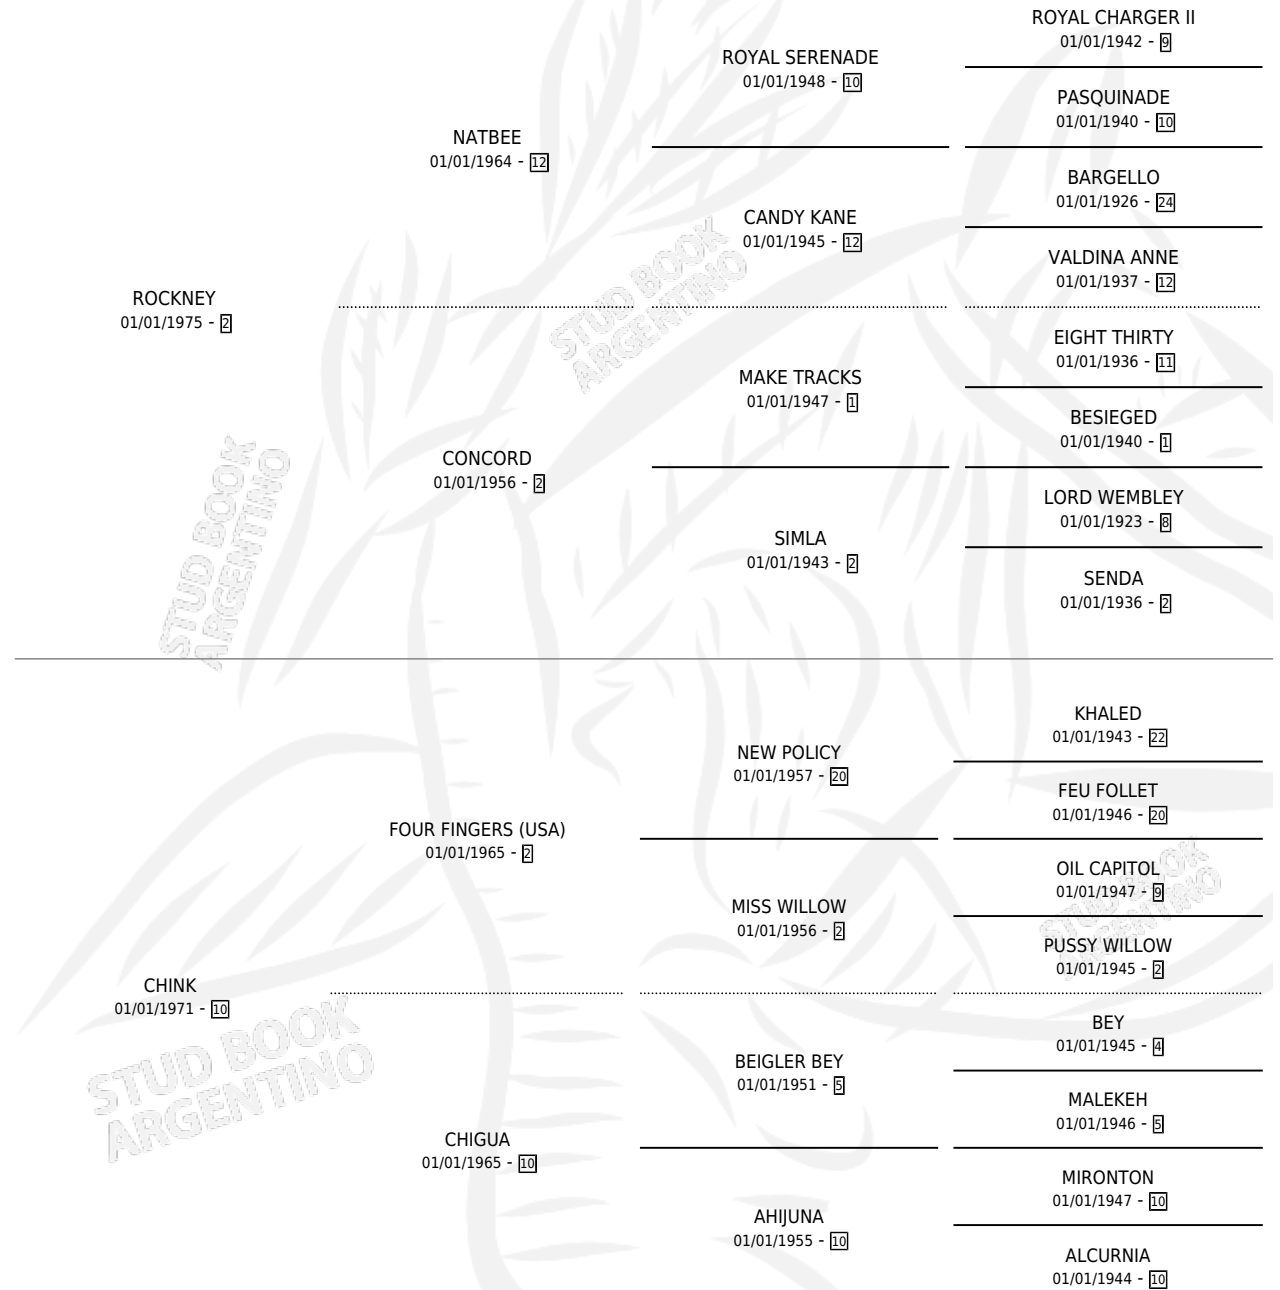 ROYAL CHARGER II
01/01/1942 - 9
ROYAL SERENADE
01/01/1948 - 10
PASQUINADE
01/01/1940 - 10
NATBEE
01/01/1964 - 12
BARGELLO
01/01/1926 - 24
CANDY KANE
01/01/1945 - 12
VALDINA ANNE
01/01/1937 - 12
ROCKNEY
01/01/1975 - 2
EIGHT THIRTY
01/01/1936 - 11
MAKE TRACKS
01/01/1947 - 1
BESIEGED
01/01/1940 - 1
CONCORD
01/01/1956 - 2
LORD WEMBLEY
01/01/1923 - 8
SIMLA
01/01/1943 - 2
SENDA
01/01/1936 - 2
STUD BOOK
ARGENTINO
STUD BOOK
ARGENTINO
KHALED
01/01/1943 - 22
NEW POLICY
01/01/1957 - 20
FEU FOLLET
01/01/1946 - 20
FOUR FINGERS (USA)
01/01/1965 - 2
OIL CAPITOL
01/01/1947 - 9
MISS WILLOW
01/01/1956 - 2
PUSSY WILLOW
01/01/1945 - 2
CHINK
01/01/1971 - 10
BEY
01/01/1945 - 4
BEIGLER BEY
01/01/1951 - 5
MALEKEH
01/01/1946 - 5
CHIGUA
01/01/1965 - 10
MIRONTON
01/01/1947 - 10
AHIJUNA
01/01/1955 - 10
ALCURNIA
01/01/1944 - 10
STUD BOOK
ARGENTINO
STUD BOOK
ARGENTINO